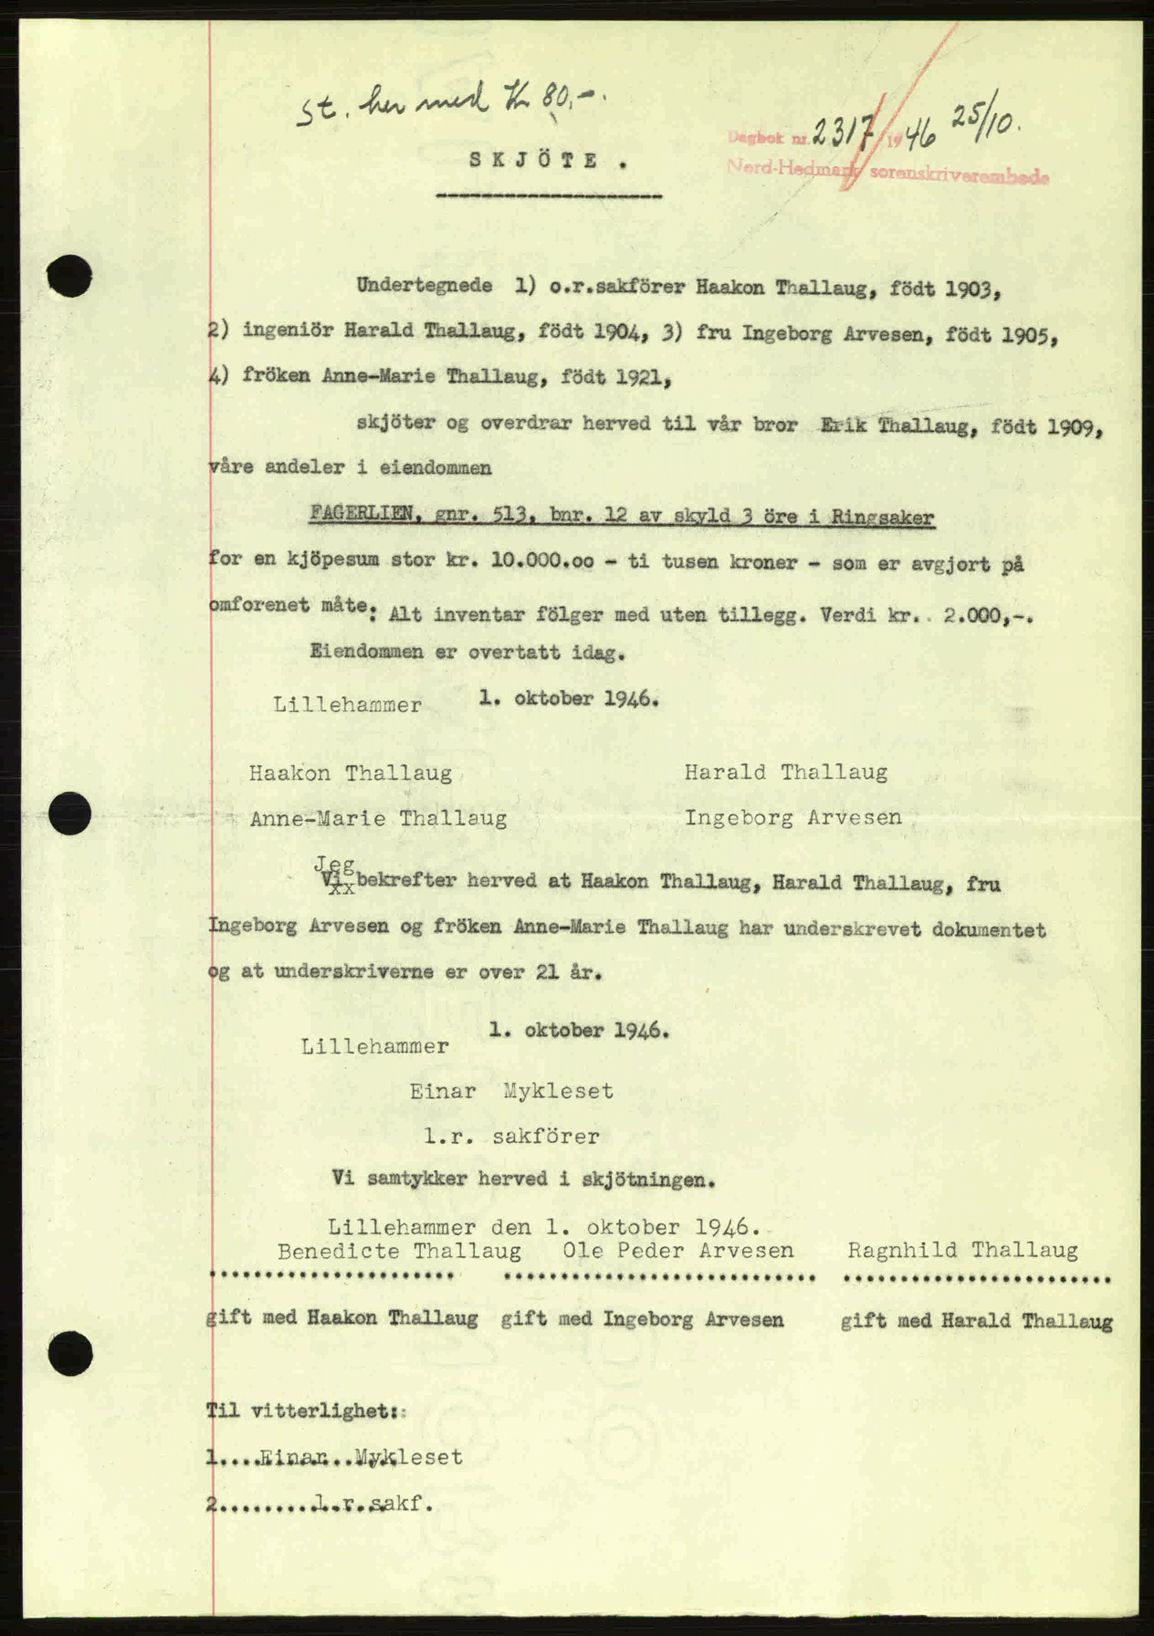 St. her med Kr 80,-.
Dagbok nr. 2317/1946 25/10.
Nord-Hedmark sorenskriverembede
SKJÖTE.
Undertegnede 1) o.r.sakförer Haakon Thallaug, födt 1903,
2) ingeniör Harald Thallaug, födt 1904, 3) fru Ingeborg Arvesen, födt 1905,
4) fröken Anne-Marie Thallaug, födt 1921,
skjöter og overdrar herved til vår bror Erik Thallaug, födt 1909,
våre andeler i eiendommen
FAGERLIEN, gnr. 513, bnr. 12 av skyld 3 öre i Ringsaker
for en kjöpesum stor kr. 10.000.oo - ti tusen kroner - som er avgjort på
omforenet måte: Alt inventar fölger med uten tillegg. Verdi kr. 2.000,-.
Eiendommen er overtatt idag.
Lillehammer 1. oktober 1946.
Haakon Thallaug Harald Thallaug
Anne-Marie Thallaug Ingeborg Arvesen
Jeg
Vi bekrefter herved at Haakon Thallaug, Harald Thallaug, fru
Ingeborg Arvesen og fröken Anne-Marie Thallaug har underskrevet dokumentet
og at underskriverne er over 21 år.
Lillehammer 1. oktober 1946.
Einar Mykleset
l.r. sakförer
Vi samtykker herved i skjötningen.
Lillehammer den 1. oktober 1946.
Benedicte Thallaug Ole Peder Arvesen Ragnhild Thallaug
gift med Haakon Thallaug gift med Ingeborg Arvesen gift med Harald Thallaug
Til vitterlighet:
1....Einar..Mykleset
2.........l.r.sakf.